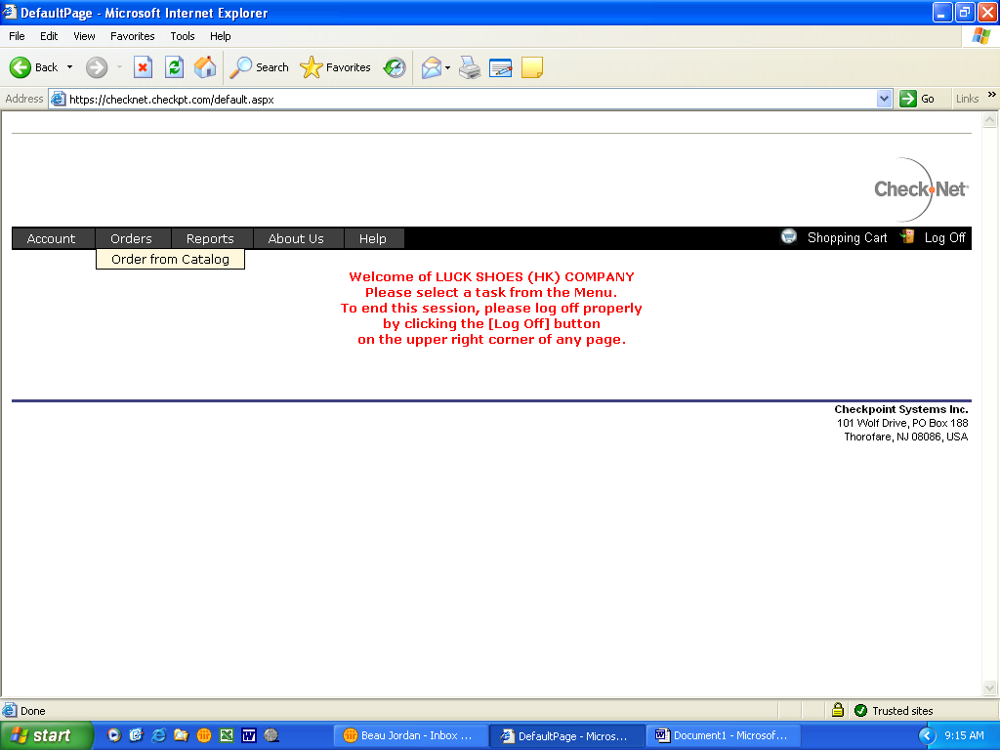 DefaultPage - Microsoft Internet Explorer
File Edit View Favorites Tools Help
Back Search Favorites
Address https://checknet.checkpt.com/default.aspx Go Links »
Check Net
Account Orders Reports About Us Help Shopping Cart Log Off
Order from Catalog
Welcome of LUCK SHOES (HK) COMPANY
Please select a task from the Menu.
To end this session, please log off properly
by clicking the [Log Off] button
on the upper right corner of any page.
Checkpoint Systems Inc.
101 Wolf Drive, PO Box 188
Thorofare, NJ 08086, USA
Done Trusted sites
start Beau Jordan - Inbox ... DefaultPage - Micros... Document1 - Microsof... 9:15 AM